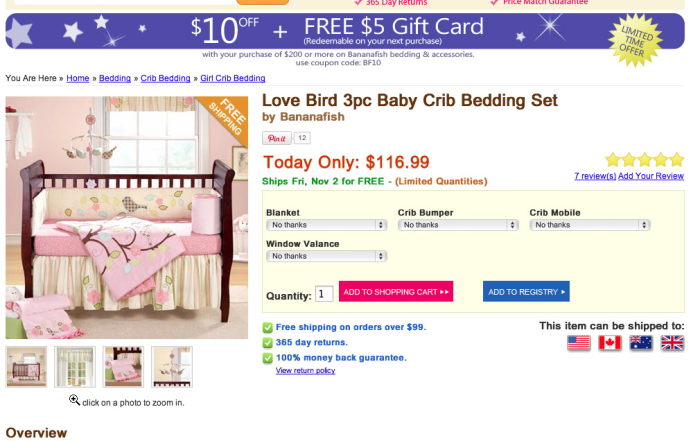 365 Day Returns
Price Match Guarantee
$10 OFF + FREE $5 Gift Card
(Redeemable on your next purchase)
LIMITED
TIME
OFFER
with your purchase of $200 or more on Bananafish bedding & accessories.
use coupon code: BF10
You Are Here » Home » Bedding » Crib Bedding » Girl Crib Bedding
FREE
SHIPPING
Love Bird 3pc Baby Crib Bedding Set
by Bananafish
Pin it 12
Today Only: $116.99
7 review(s) Add Your Review
Ships Fri, Nov 2 for FREE - (Limited Quantities)
Blanket Crib Bumper Crib Mobile
No thanks No thanks No thanks
Window Valance
No thanks
Quantity: 1 ADD TO SHOPPING CART ADD TO REGISTRY
Free shipping on orders over $99.
This item can be shipped to:
365 day returns.
100% money back guarantee.
View return policy
click on a photo to zoom in.
Overview